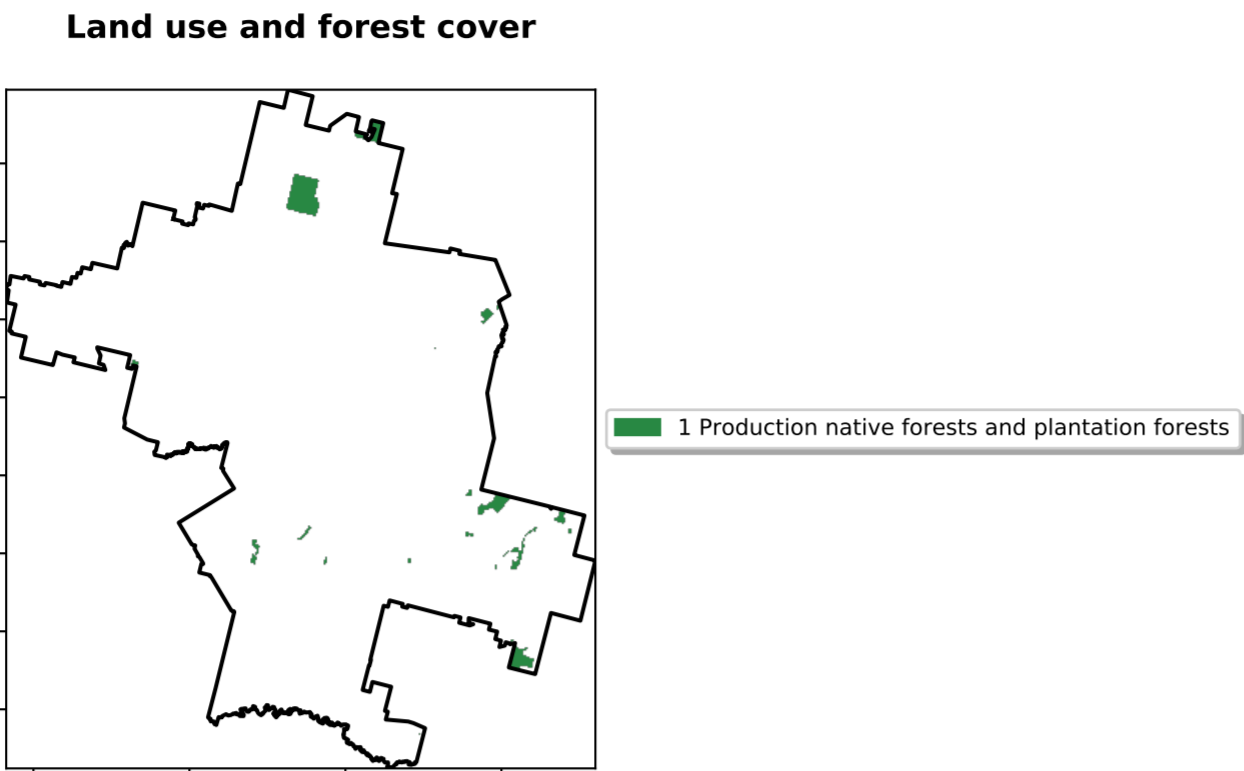 Land use and forest cover
1 Production native forests and plantation forests